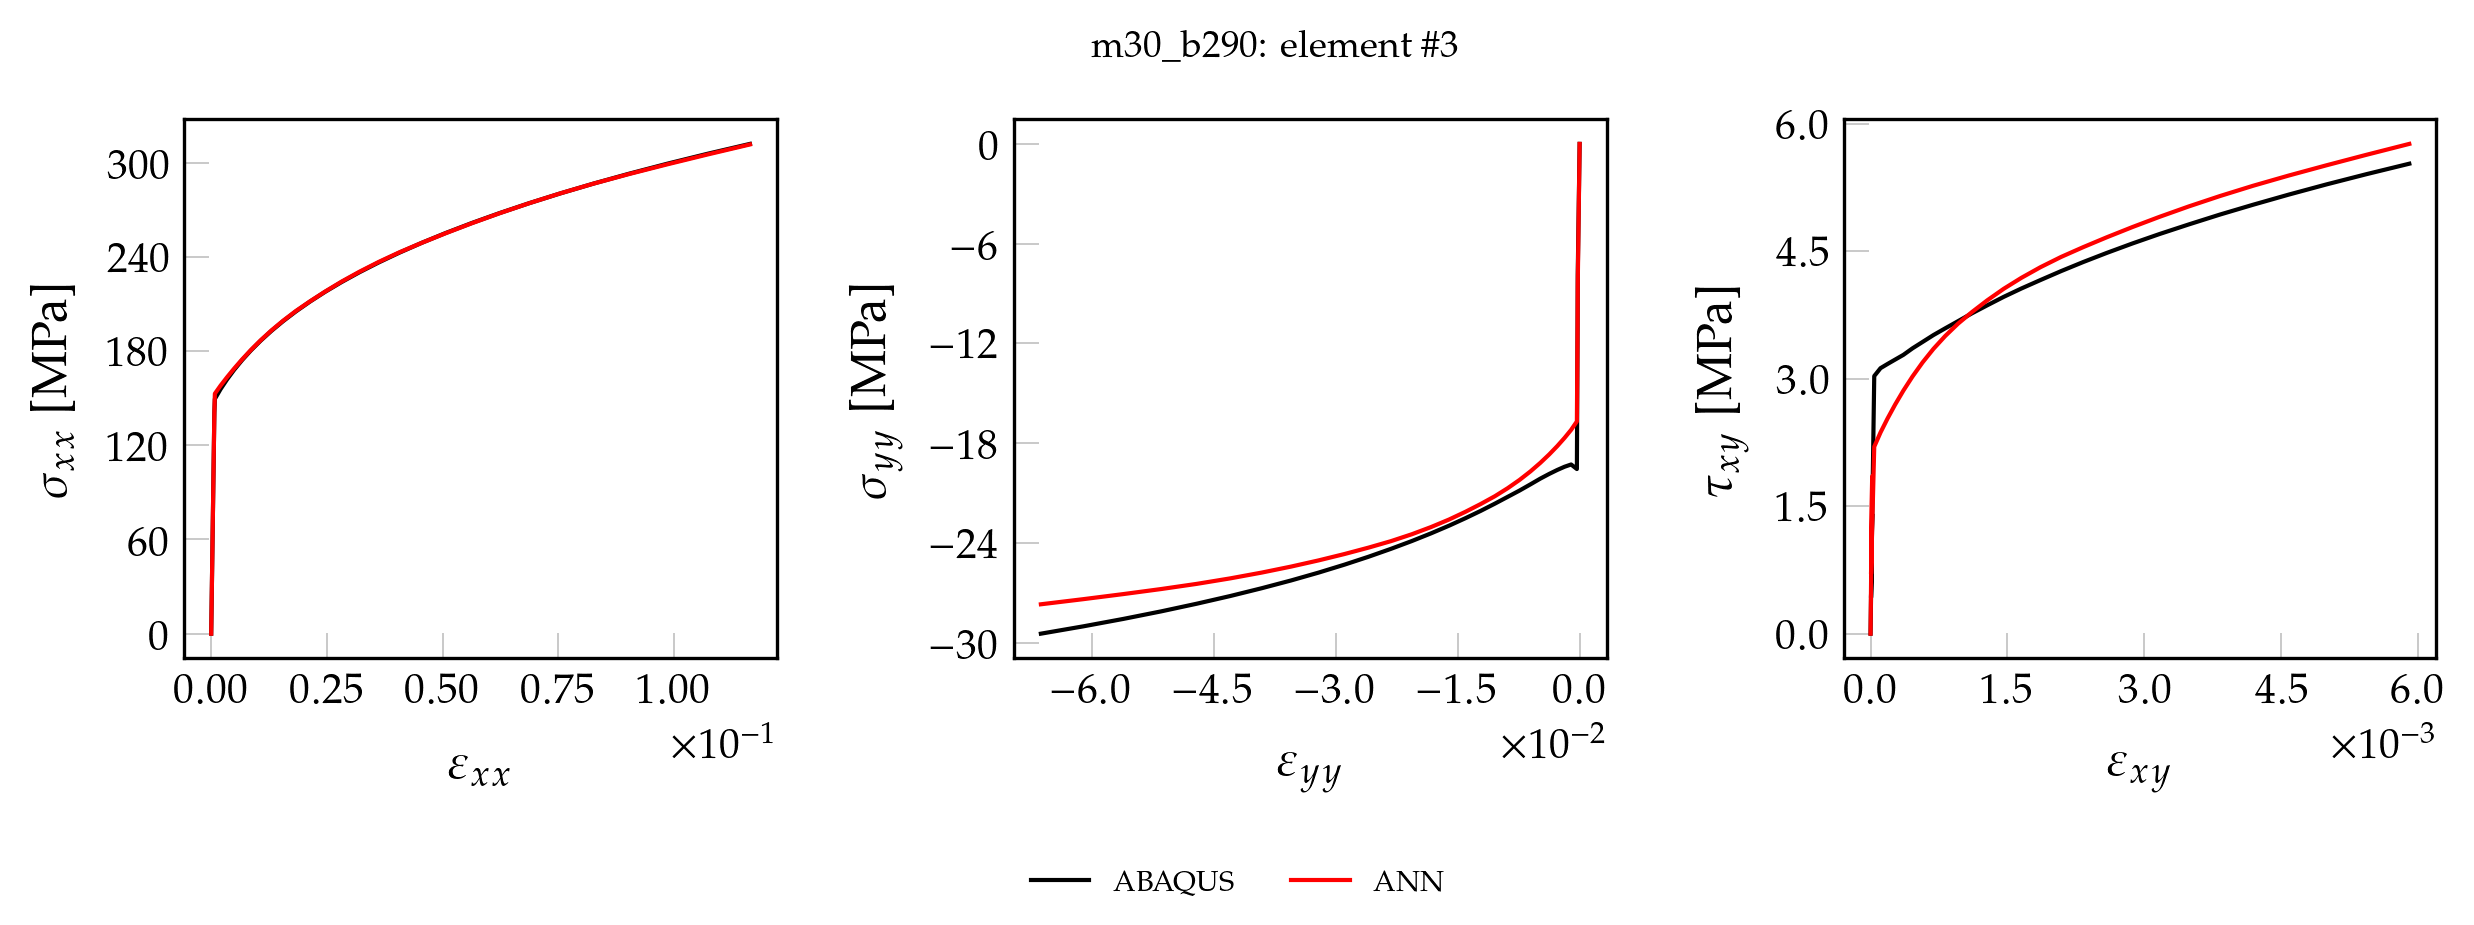 m30_b290: element #3
σxx [MPa]
300
240
180
120
60
0
0.00 0.25 0.50 0.75 1.00
×10−1
εxx
σyy [MPa]
0
−6
−12
−18
−24
−30
−6.0 −4.5 −3.0 −1.5 0.0
×10−2
εyy
τxy [MPa]
6.0
4.5
3.0
1.5
0.0
0.0 1.5 3.0 4.5 6.0
×10−3
εxy
ABAQUS ANN